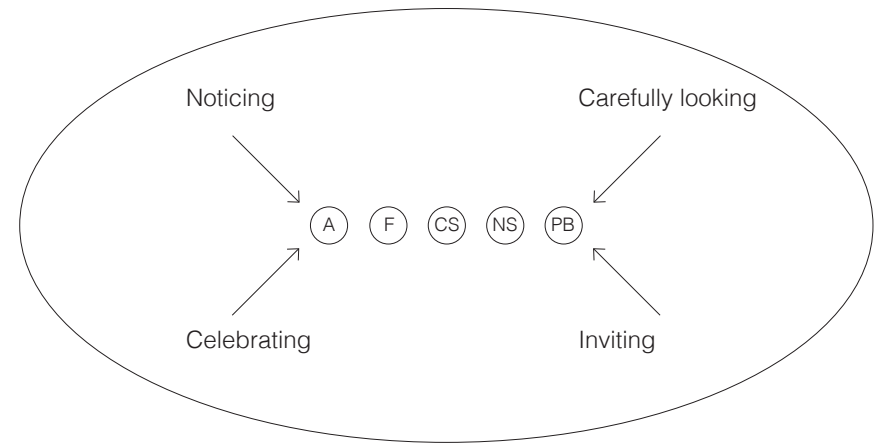 Noticing
Carefully looking
A F CS NS PB
Celebrating
Inviting